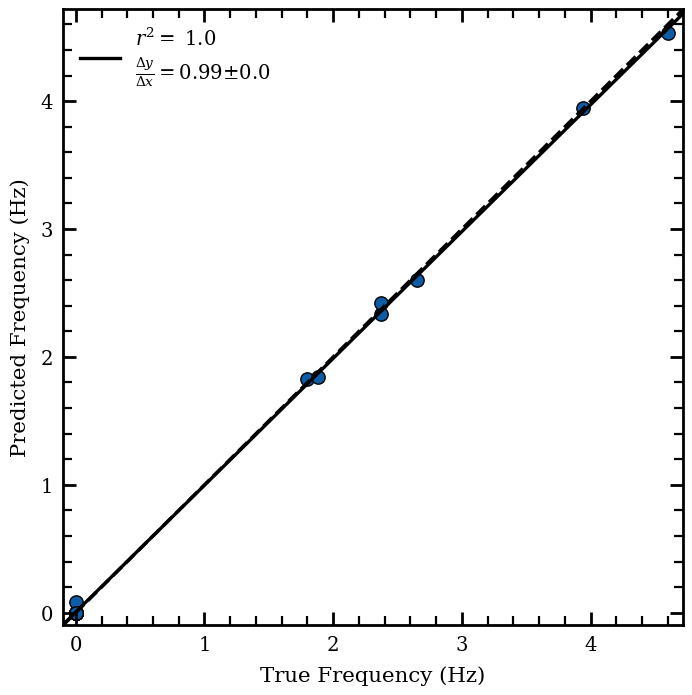 r² = 1.0
Δy/Δx = 0.99±0.0
4
3
2
1
0
Predicted Frequency (Hz)
0 1 2 3 4
True Frequency (Hz)